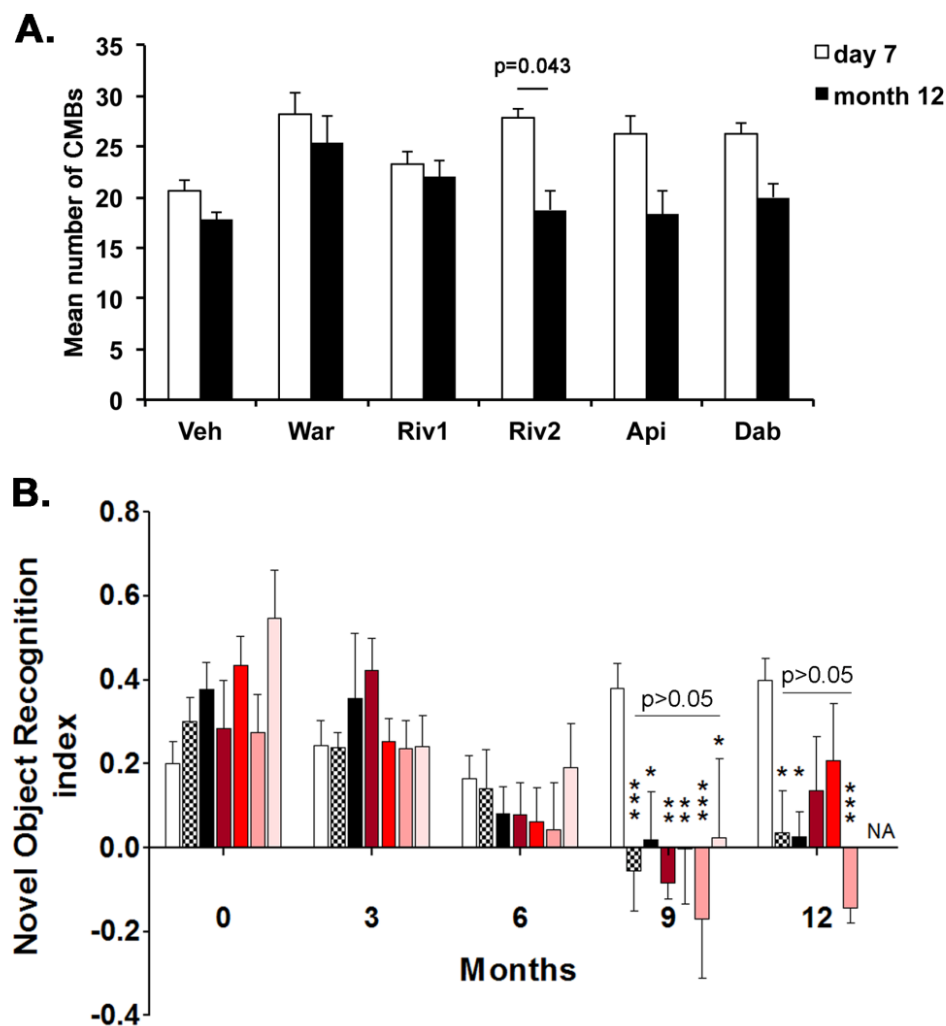 A.
35
30
25
20
15
10
5
0
Mean number of CMBs
p=0.043
day 7
month 12
Veh War Riv1 Riv2 Api Dab
B.
0.8
0.6
0.4
0.2
0.0
-0.2
-0.4
Novel Object Recognition
index
p>0.05 p>0.05
*** * ** ** *** * * * ***
NA
0 3 6 9 12
Months